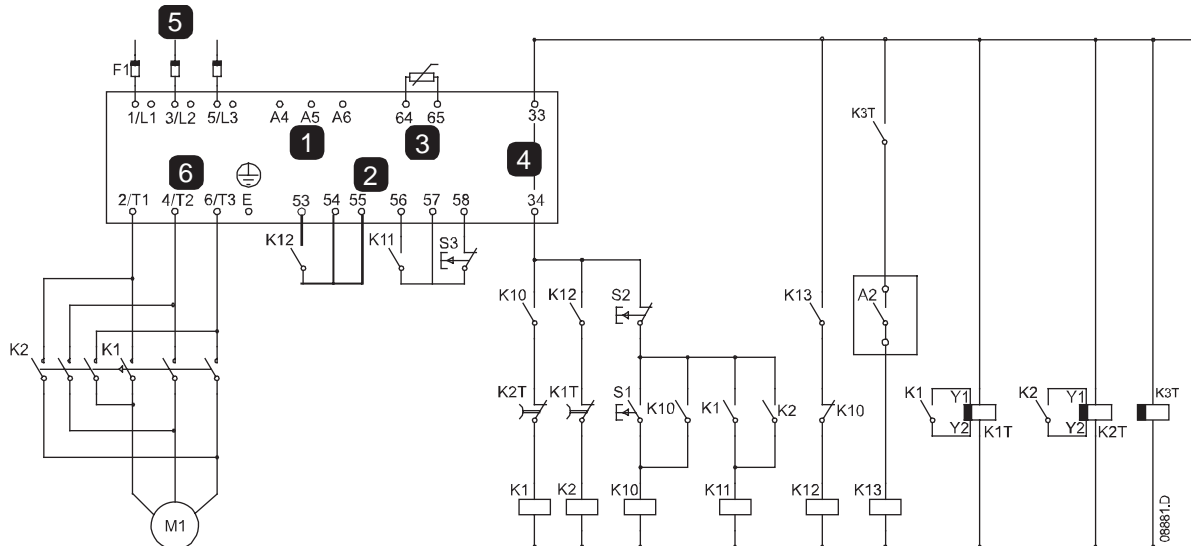 5
F1
K3T
1/L1 3/L2 5/L3 A4 A5 A6 64 65 33
1 3 4
6 2
2/T1 4/T2 6/T3 E 53 54 55 56 57 58 34
K12 K11 S3
K10 K12 S2 K13 A2
K2 K1
K2T K1T S1 K10 K1 K2 K10 K1 Y1 Y2 K1T K2 Y1 Y2 K2T K3T
K1 K2 K10 K11 K12 K13
M1
08881.D